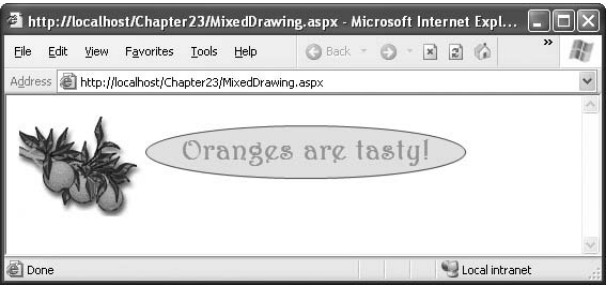 http://localhost/Chapter23/MixedDrawing.aspx - Microsoft Internet Expl...
File Edit View Favorites Tools Help Back »
Address http://localhost/Chapter23/MixedDrawing.aspx
Oranges are tasty!
Done Local intranet